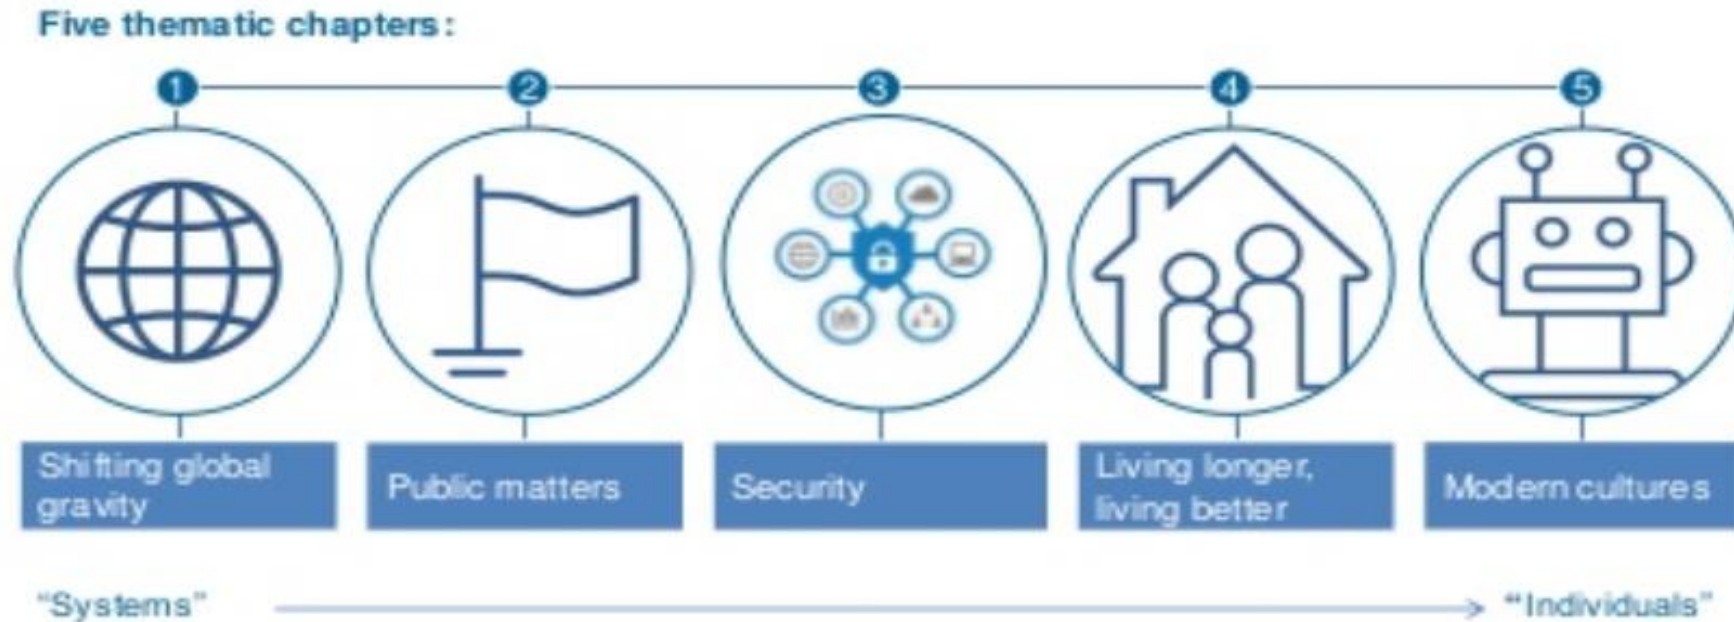 Five thematic chapters:
1
2
3
4
5
Shifting global
gravity
Public matters
Security
Living longer,
living better
Modern cultures
“Systems”
“Individuals”